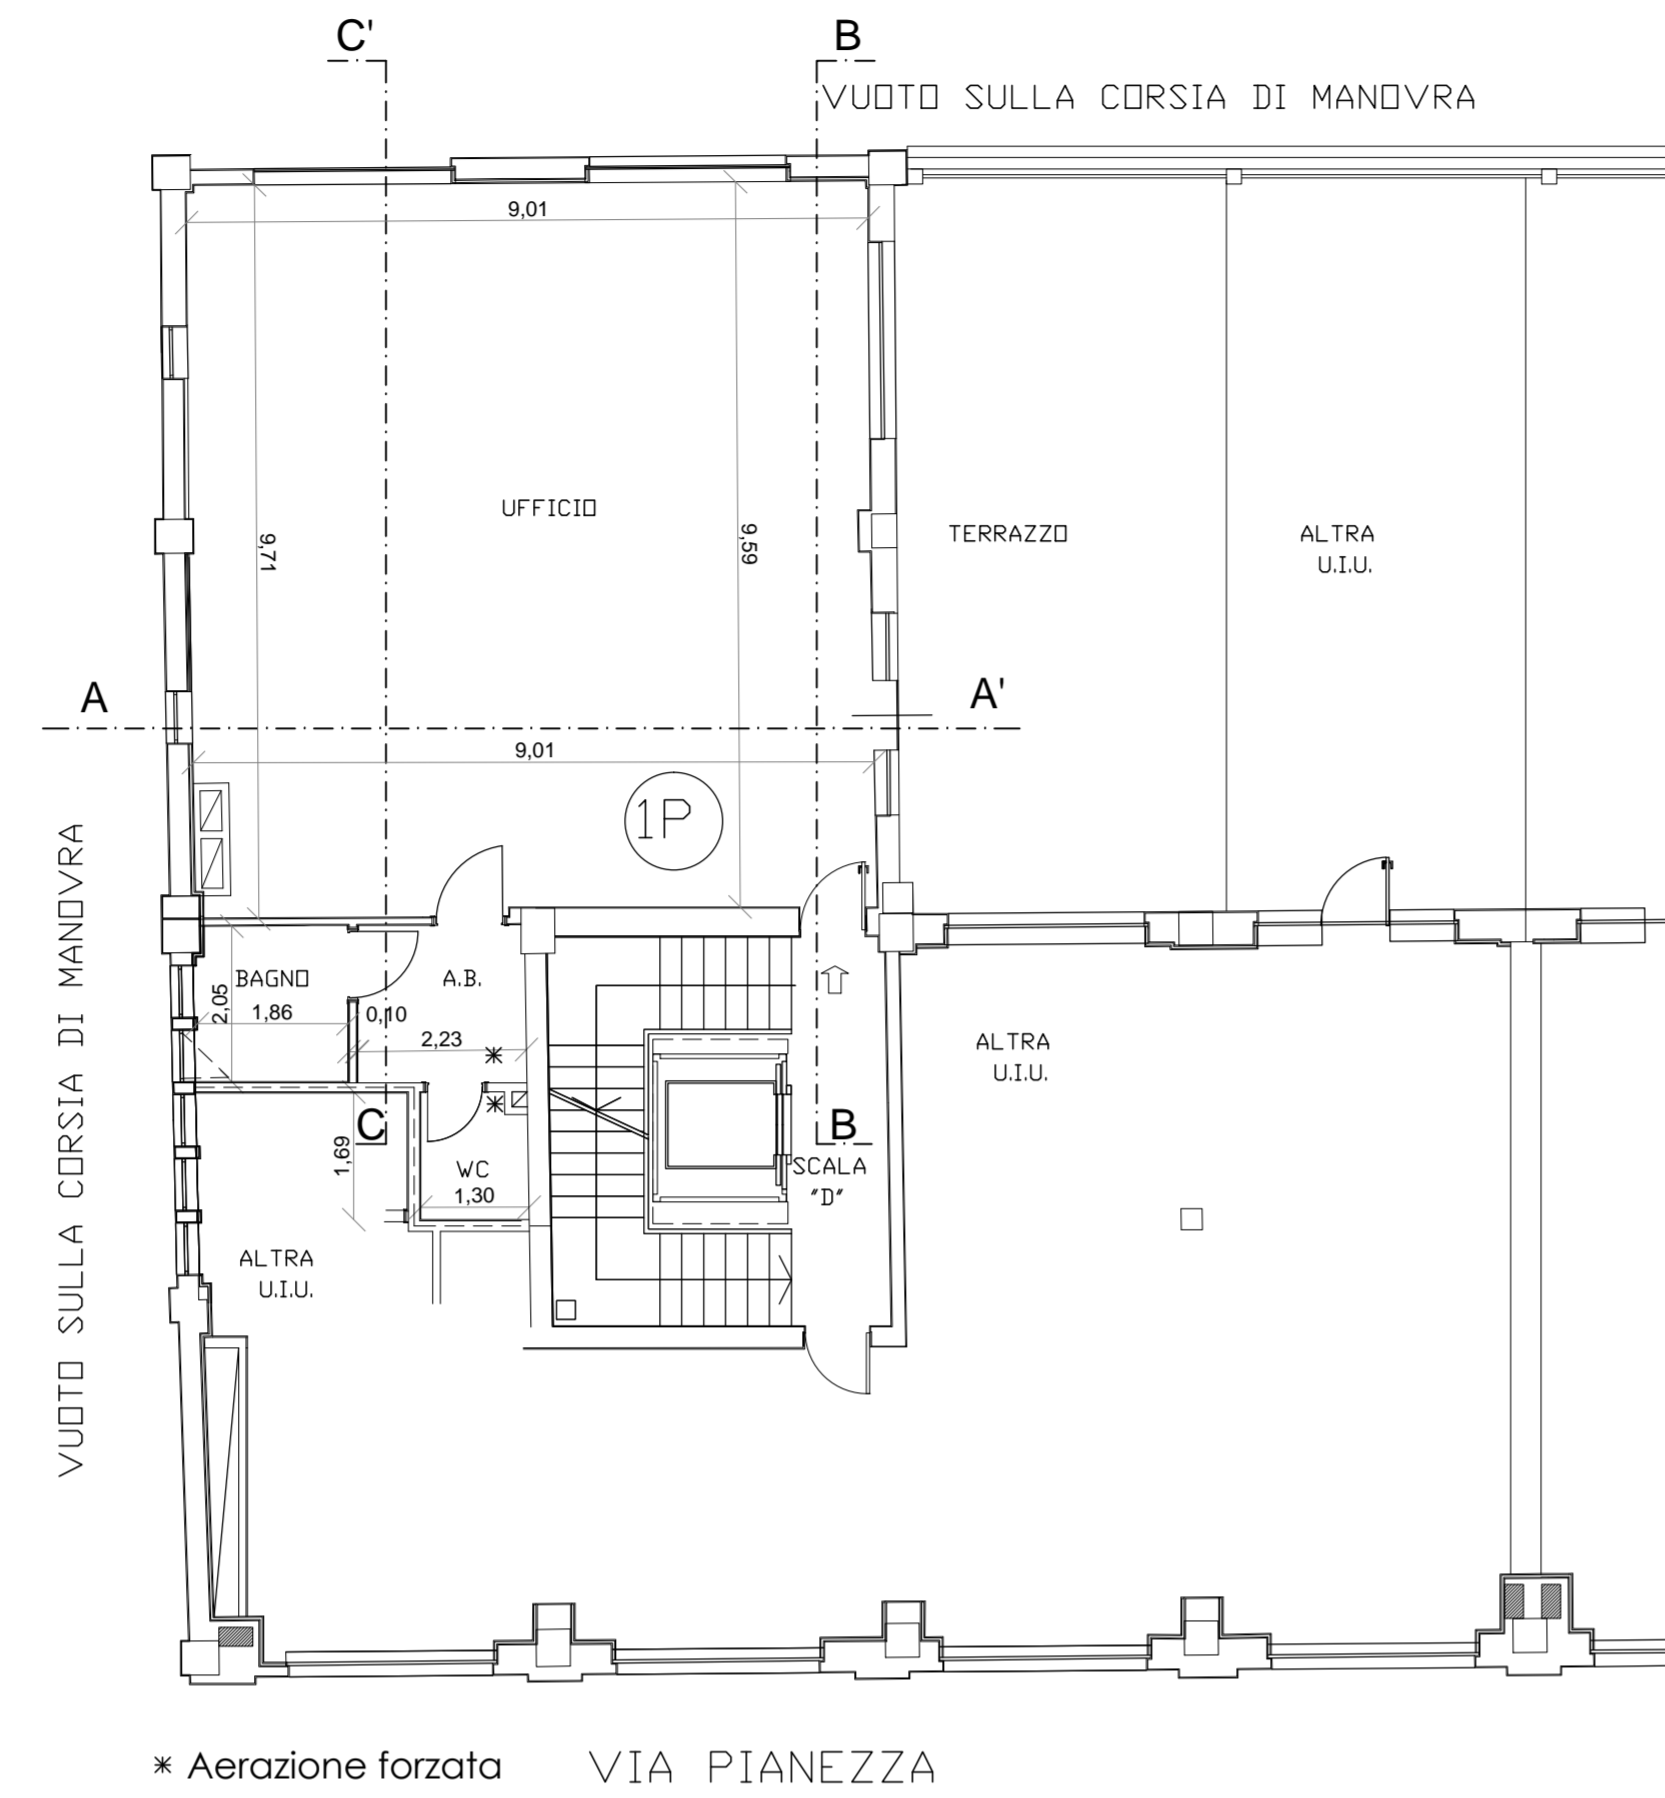 C'
B
VUOTO SULLA CORSIA DI MANOVRA
9,01
UFFICIO
9,71
9,59
TERRAZZO
ALTRA
U.I.U.
A
A'
9,01
1P
VUOTO SULLA CORSIA DI MANOVRA
BAGNO
A.B.
2,05
1,86
0,10
2,23
*
*
ALTRA
U.I.U.
C
B
1,69
WC
1,30
SCALA
"D"
ALTRA
U.I.U.
* Aerazione forzata
VIA PIANEZZA